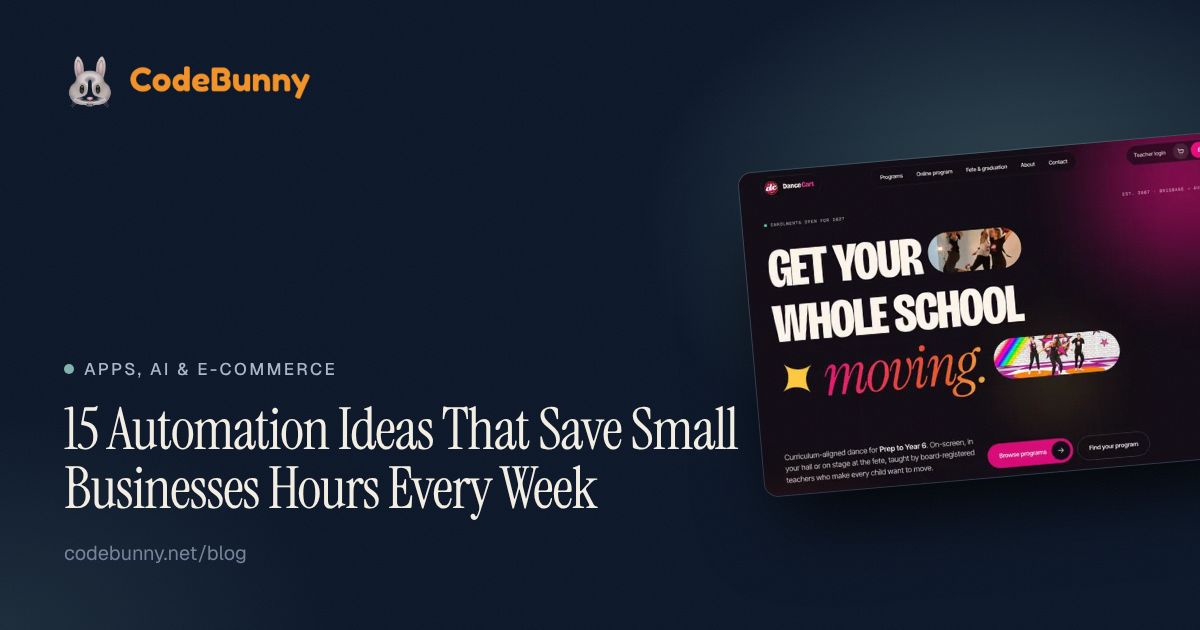 CodeBunny
APPS, AI & E-COMMERCE
15 Automation Ideas That Save Small
Businesses Hours Every Week
codebunny.net/blog
dc DanceCart
Programs Online program Fete & graduation About Contact
Teacher login
ENROLMENTS OPEN FOR 2027
GET YOUR
WHOLE SCHOOL
moving.
Curriculum-aligned dance for Prep to Year 6. On-screen, in
your hall or on stage at the fete, taught by board-registered
teachers who make every child want to move.
Browse programs
Find your program